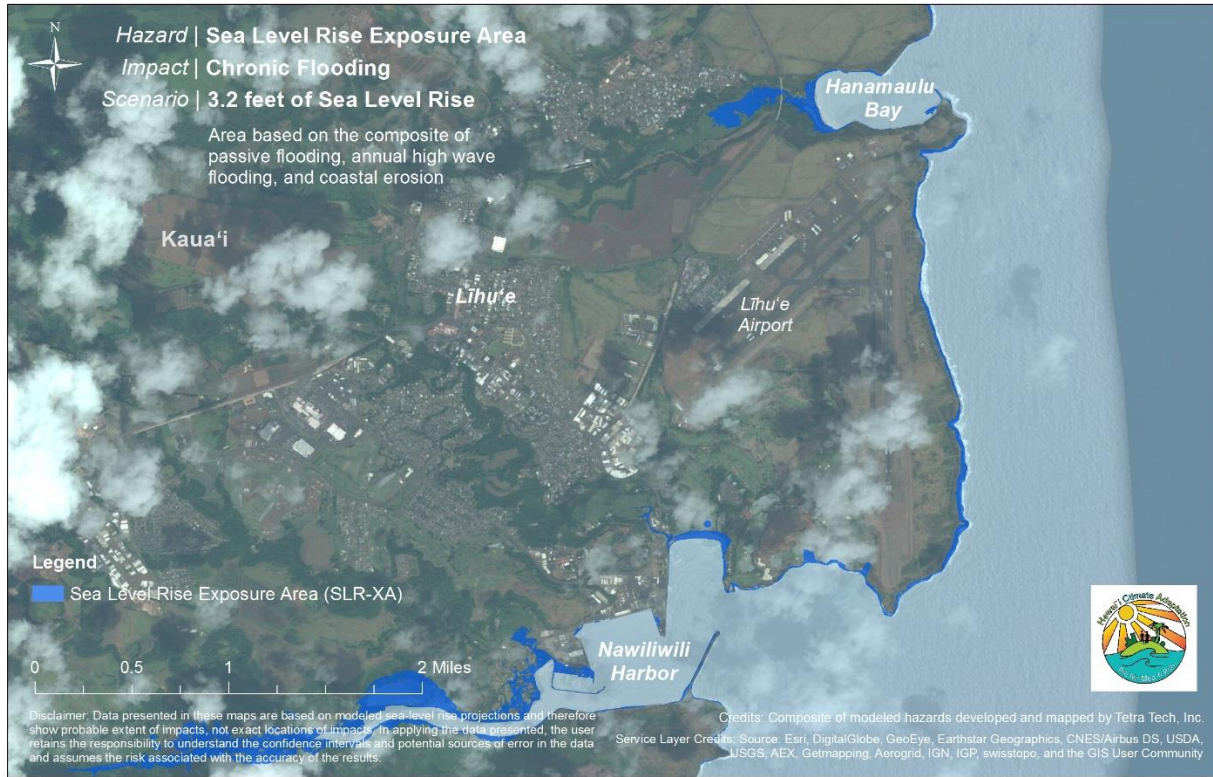 N
Hazard | Sea Level Rise Exposure Area
Impact | Chronic Flooding
Scenario | 3.2 feet of Sea Level Rise
Area based on the composite of
passive flooding, annual high wave
flooding, and coastal erosion
Hanamaulu
Bay
Kauaʻi
Līhuʻe
Līhuʻe
Airport
Legend
Sea Level Rise Exposure Area (SLR-XA)
0 0.5 1 2 Miles
Nawiliwili
Harbor
Hawaiʻi Climate Adaptation
Disclaimer: Data presented in these maps are based on modeled sea-level rise projections and therefore
show probable extent of impacts, not exact locations of impacts. In applying the data presented, the user
retains the responsibility to understand the confidence intervals and potential sources of error in the data
and assumes the risk associated with the accuracy of the results.
Credits: Composite of modeled hazards developed and mapped by Tetra Tech, Inc.
Service Layer Credits: Source: Esri, DigitalGlobe, GeoEye, Earthstar Geographics, CNES/Airbus DS, USDA,
USGS, AEX, Getmapping, Aerogrid, IGN, IGP, swisstopo, and the GIS User Community